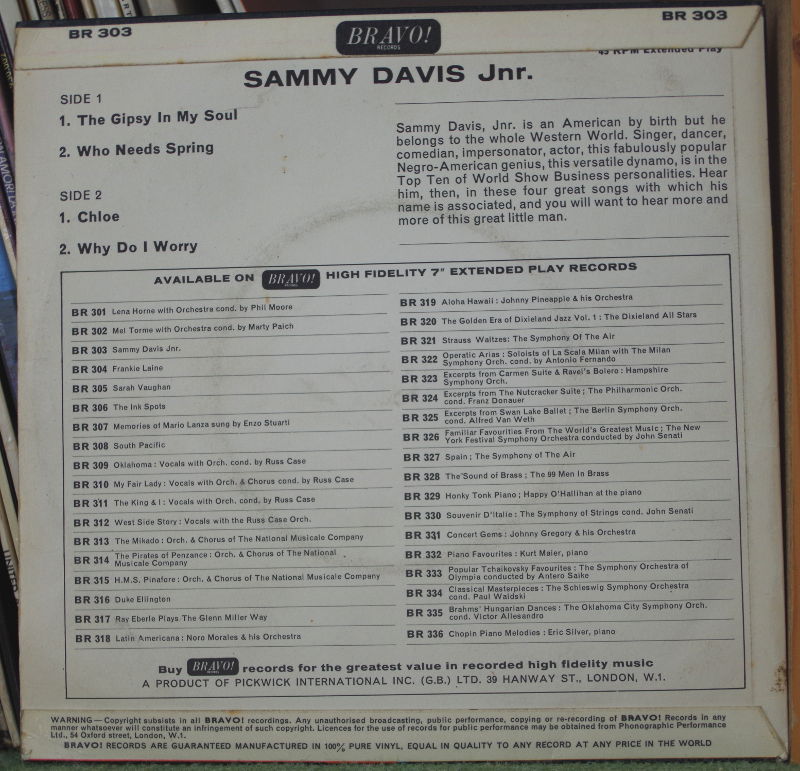 BR 303
BRAVO!
RECORDS
BR 303
45 RPM Extended Play
SAMMY DAVIS Jnr.
SIDE 1
1. The Gipsy In My Soul
2. Who Needs Spring
SIDE 2
1. Chloe
2. Why Do I Worry
Sammy Davis, Jnr. is an American by birth but he
belongs to the whole Western World. Singer, dancer,
comedian, impersonator, actor, this fabulously popular
Negro-American genius, this versatile dynamo, is in the
Top Ten of World Show Business personalities. Hear
him, then, in these four great songs with which his
name is associated, and you will want to hear more and
more of this great little man.
AVAILABLE ON BRAVO! HIGH FIDELITY 7" EXTENDED PLAY RECORDS
BR 301 Lena Horne with Orchestra cond. by Phil Moore
BR 302 Mel Torme with Orchestra cond. by Marty Paich
BR 303 Sammy Davis Jnr.
BR 304 Frankie Laine
BR 305 Sarah Vaughan
BR 306 The Ink Spots
BR 307 Memories of Mario Lanza sung by Enzo Stuarti
BR 308 South Pacific
BR 309 Oklahoma : Vocals with Orch. cond. by Russ Case
BR 310 My Fair Lady : Vocals with Orch. & Chorus cond. by Russ Case
BR 311 The King & I : Vocals with Orch. cond. by Russ Case
BR 312 West Side Story : Vocals with the Russ Case Orch.
BR 313 The Mikado : Orch. & Chorus of The National Musicale Company
BR 314 The Pirates of Penzance : Orch. & Chorus of The National
Musicale Company
BR 315 H.M.S. Pinafore : Orch. & Chorus of The National Musicale Company
BR 316 Duke Ellington
BR 317 Ray Eberle Plays The Glenn Miller Way
BR 318 Latin Americana : Noro Morales & his Orchestra
BR 319 Aloha Hawaii : Johnny Pineapple & his Orchestra
BR 320 The Golden Era of Dixieland Jazz Vol. 1 : The Dixieland All Stars
BR 321 Strauss Waltzes: The Symphony Of The Air
BR 322 Operatic Arias : Soloists of La Scala Milan with The Milan
Symphony Orch. cond. by Antonio Fernando
BR 323 Excerpts from Carmen Suite & Ravel's Bolero : Hampshire
Symphony Orch.
BR 324 Excerpts from The Nutcracker Suite ; The Philharmonic Orch.
cond. Franz Donauer
BR 325 Excerpts from Swan Lake Ballet ; The Berlin Symphony Orch.
cond. Alfred Van Weth
BR 326 Familiar Favourities From The World's Greatest Music ; The New
York Festival Symphony Orchestra conducted by John Senati
BR 327 Spain ; The Symphony of The Air
BR 328 The Sound of Brass ; The 99 Men In Brass
BR 329 Honky Tonk Piano ; Happy O'Hallihan at the piano
BR 330 Souvenir D'Italie : The Symphony of Strings cond. John Senati
BR 331 Concert Gems : Johnny Gregory & his Orchestra
BR 332 Piano Favourites : Kurt Maier, piano
BR 333 Popular Tchaikovsky Favourites : The Symphony Orchestra of
Olympia conducted by Antero Saike
BR 334 Classical Masterpieces : The Schleswig Symphony Orchestra
cond. Paul Waldski
BR 335 Brahms' Hungarian Dances : The Oklahoma City Symphony Orch.
cond. Victor Allesandro
BR 336 Chopin Piano Melodies : Eric Silver, piano
Buy BRAVO! records for the greatest value in recorded high fidelity music
A PRODUCT OF PICKWICK INTERNATIONAL INC. (G.B.) LTD. 39 HANWAY ST., LONDON, W.1.
WARNING — Copyright subsists in all BRAVO! recordings. Any unauthorised broadcasting, public performance, copying or re-recording of BRAVO! Records in any
manner whatsoever will constitute an infringement of such copyright. Licences for the use of records for public performance may be obtained from Phonographic Performance
Ltd., 54 Oxford street, London, W.1.
BRAVO! RECORDS ARE GUARANTEED MANUFACTURED IN 100% PURE VINYL, EQUAL IN QUALITY TO ANY RECORD AT ANY PRICE IN THE WORLD